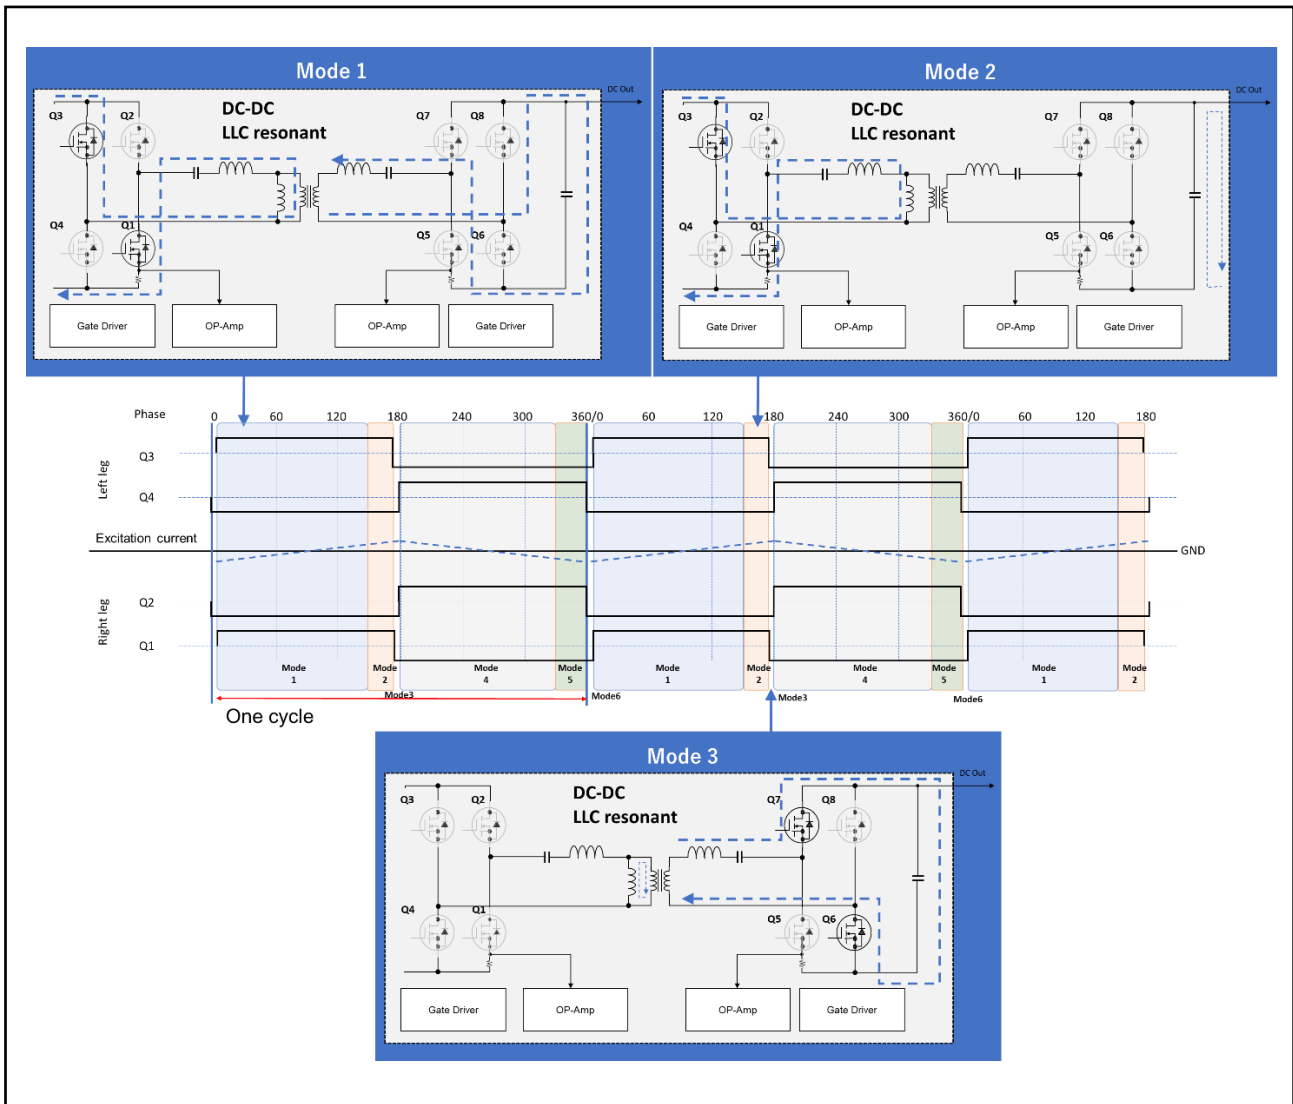 Mode 1
DC-DC
LLC resonant
DC Out
Q3
Q2
Q7
Q8
Q4
Q1
Q5
Q6
Gate Driver
OP-Amp
OP-Amp
Gate Driver
Mode 2
DC-DC
LLC resonant
DC Out
Q3
Q2
Q7
Q8
Q4
Q1
Q5
Q6
Gate Driver
OP-Amp
OP-Amp
Gate Driver
Phase 0 60 120 180 240 300 360/0 60 120 180 240 300 360/0 60 120 180
Left leg
Q3
Q4
Excitation current
GND
Right leg
Q2
Q1
Mode 1
Mode 2
Mode3
Mode 4
Mode 5
Mode6
Mode 1
Mode 2
Mode3
Mode 4
Mode 5
Mode6
Mode 1
Mode 2
One cycle
Mode 3
DC-DC
LLC resonant
DC Out
Q3
Q2
Q7
Q8
Q4
Q1
Q5
Q6
Gate Driver
OP-Amp
OP-Amp
Gate Driver